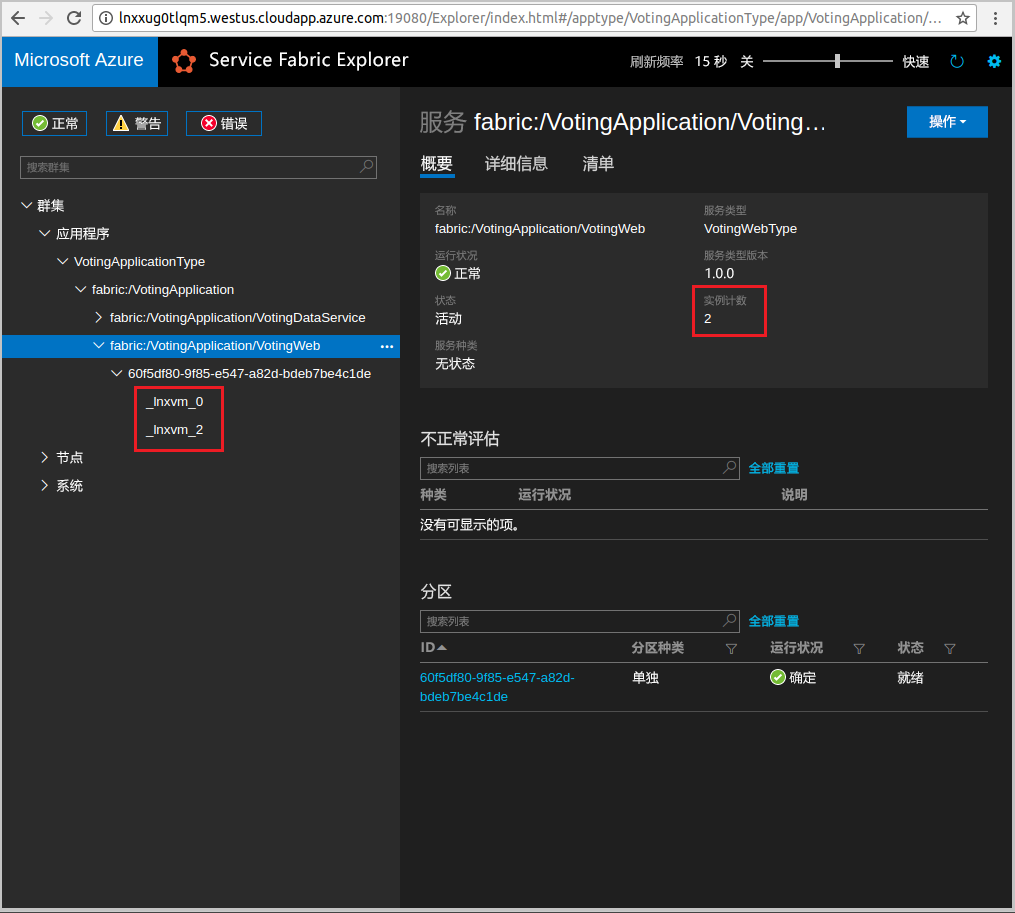 lnxxug0tlqm5.westus.cloudapp.azure.com:19080/Explorer/index.html#/apptype/VotingApplicationType/app/VotingApplication/...
Microsoft Azure
Service Fabric Explorer
刷新频率 15 秒 关 快速
正常 警告 错误
搜索群集
群集
应用程序
VotingApplicationType
fabric:/VotingApplication
fabric:/VotingApplication/VotingDataService
fabric:/VotingApplication/VotingWeb
60f5df80-9f85-e547-a82d-bdeb7be4c1de
_lnxvm_0
_lnxvm_2
节点
系统
服务 fabric:/VotingApplication/Voting...
操作
概要 详细信息 清单
名称 服务类型
fabric:/VotingApplication/VotingWeb VotingWebType
运行状况 服务类型版本
正常 1.0.0
状态 实例计数
活动 2
服务种类
无状态
不正常评估
搜索列表 全部重置
种类 运行状况 说明
没有可显示的项。
分区
搜索列表 全部重置
ID 分区种类 运行状况 状态
60f5df80-9f85-e547-a82d- 单独 确定 就绪
bdeb7be4c1de